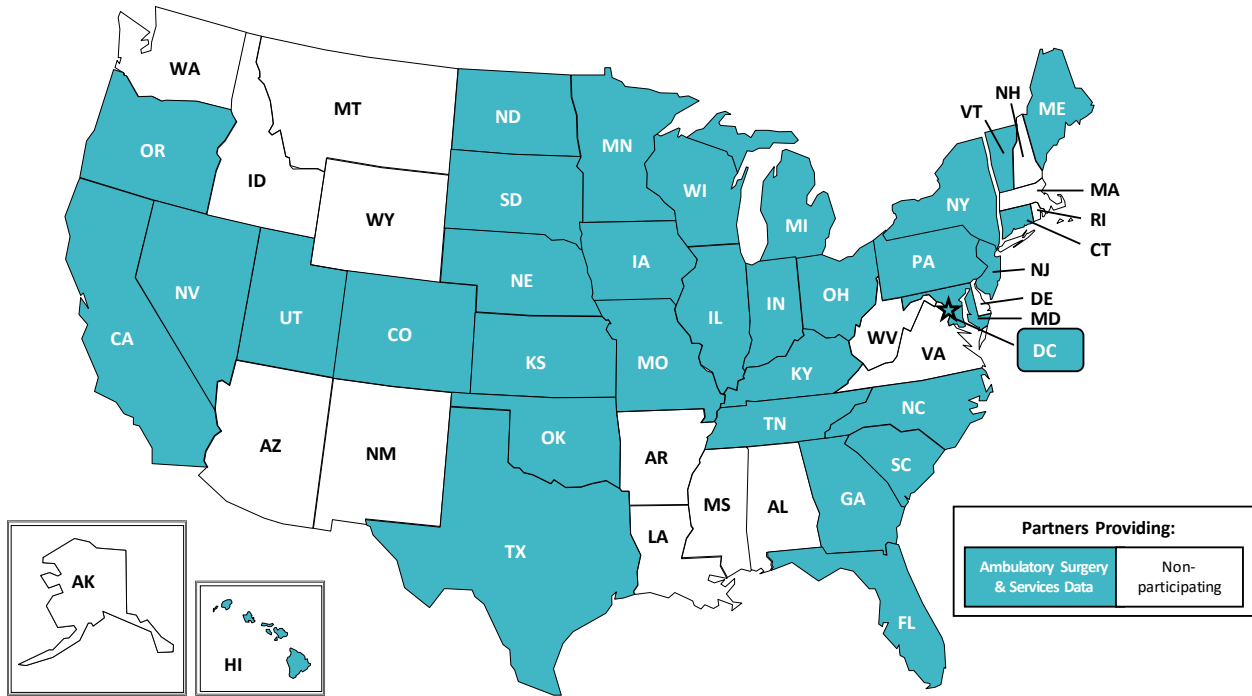 WA
MT
ND
MN
VT
NH
ME
OR
ID
WY
SD
WI
MI
NY
MA
RI
CT
NV
UT
CO
NE
IA
IL
IN
OH
PA
NJ
DE
MD
DC
CA
KS
MO
KY
WV
VA
AZ
NM
OK
AR
TN
NC
SC
MS
AL
GA
LA
TX
FL
AK
HI
Partners Providing:
Ambulatory Surgery
& Services Data
Non-
participating